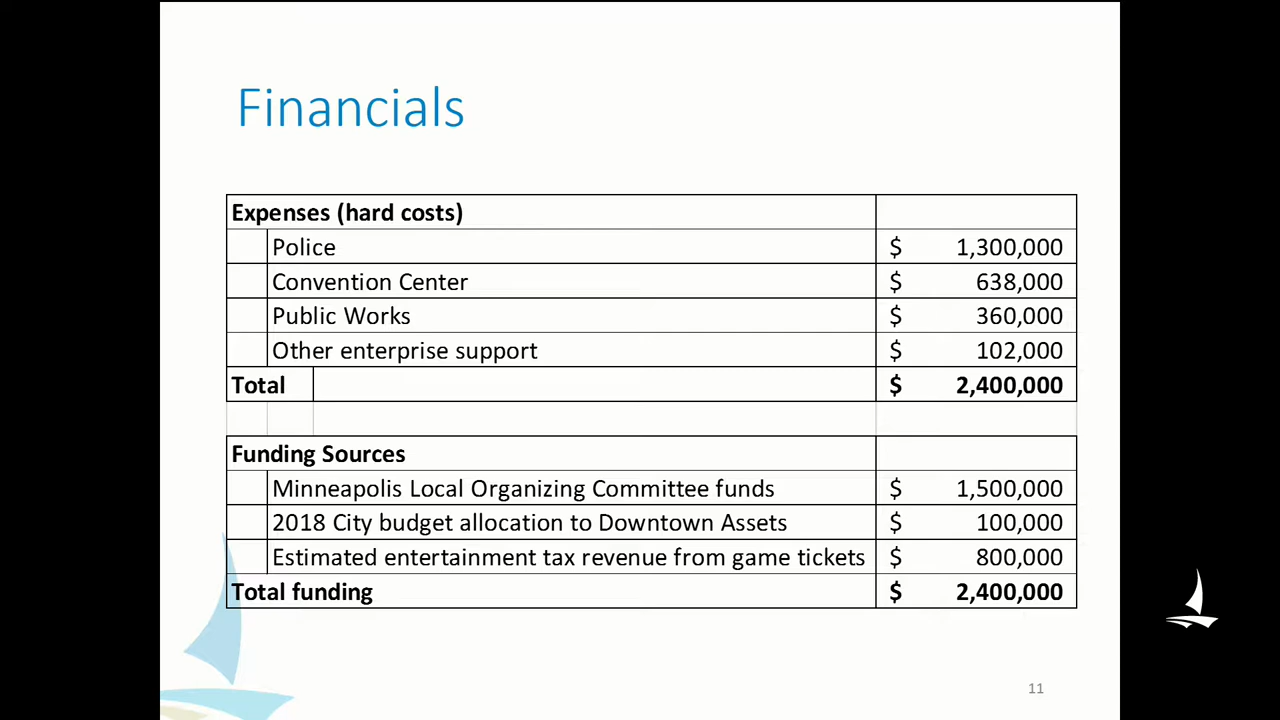 Financials
Expenses (hard costs)
Police $ 1,300,000
Convention Center $ 638,000
Public Works $ 360,000
Other enterprise support $ 102,000
Total $ 2,400,000
Funding Sources
Minneapolis Local Organizing Committee funds $ 1,500,000
2018 City budget allocation to Downtown Assets $ 100,000
Estimated entertainment tax revenue from game tickets $ 800,000
Total funding $ 2,400,000
11